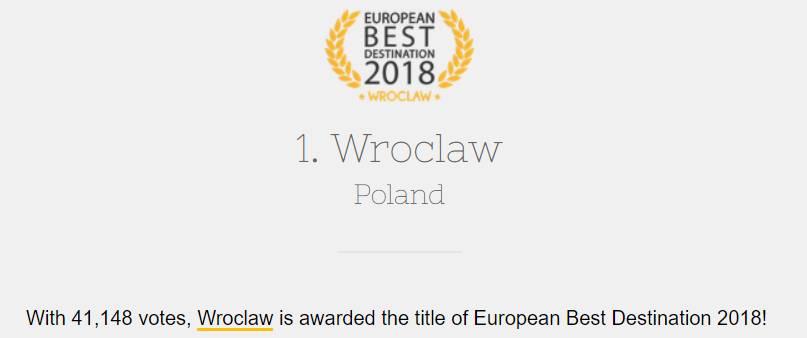 EUROPEAN
BEST
DESTINATION
2018
WROCLAW
1. Wroclaw
Poland
With 41,148 votes, Wroclaw is awarded the title of European Best Destination 2018!